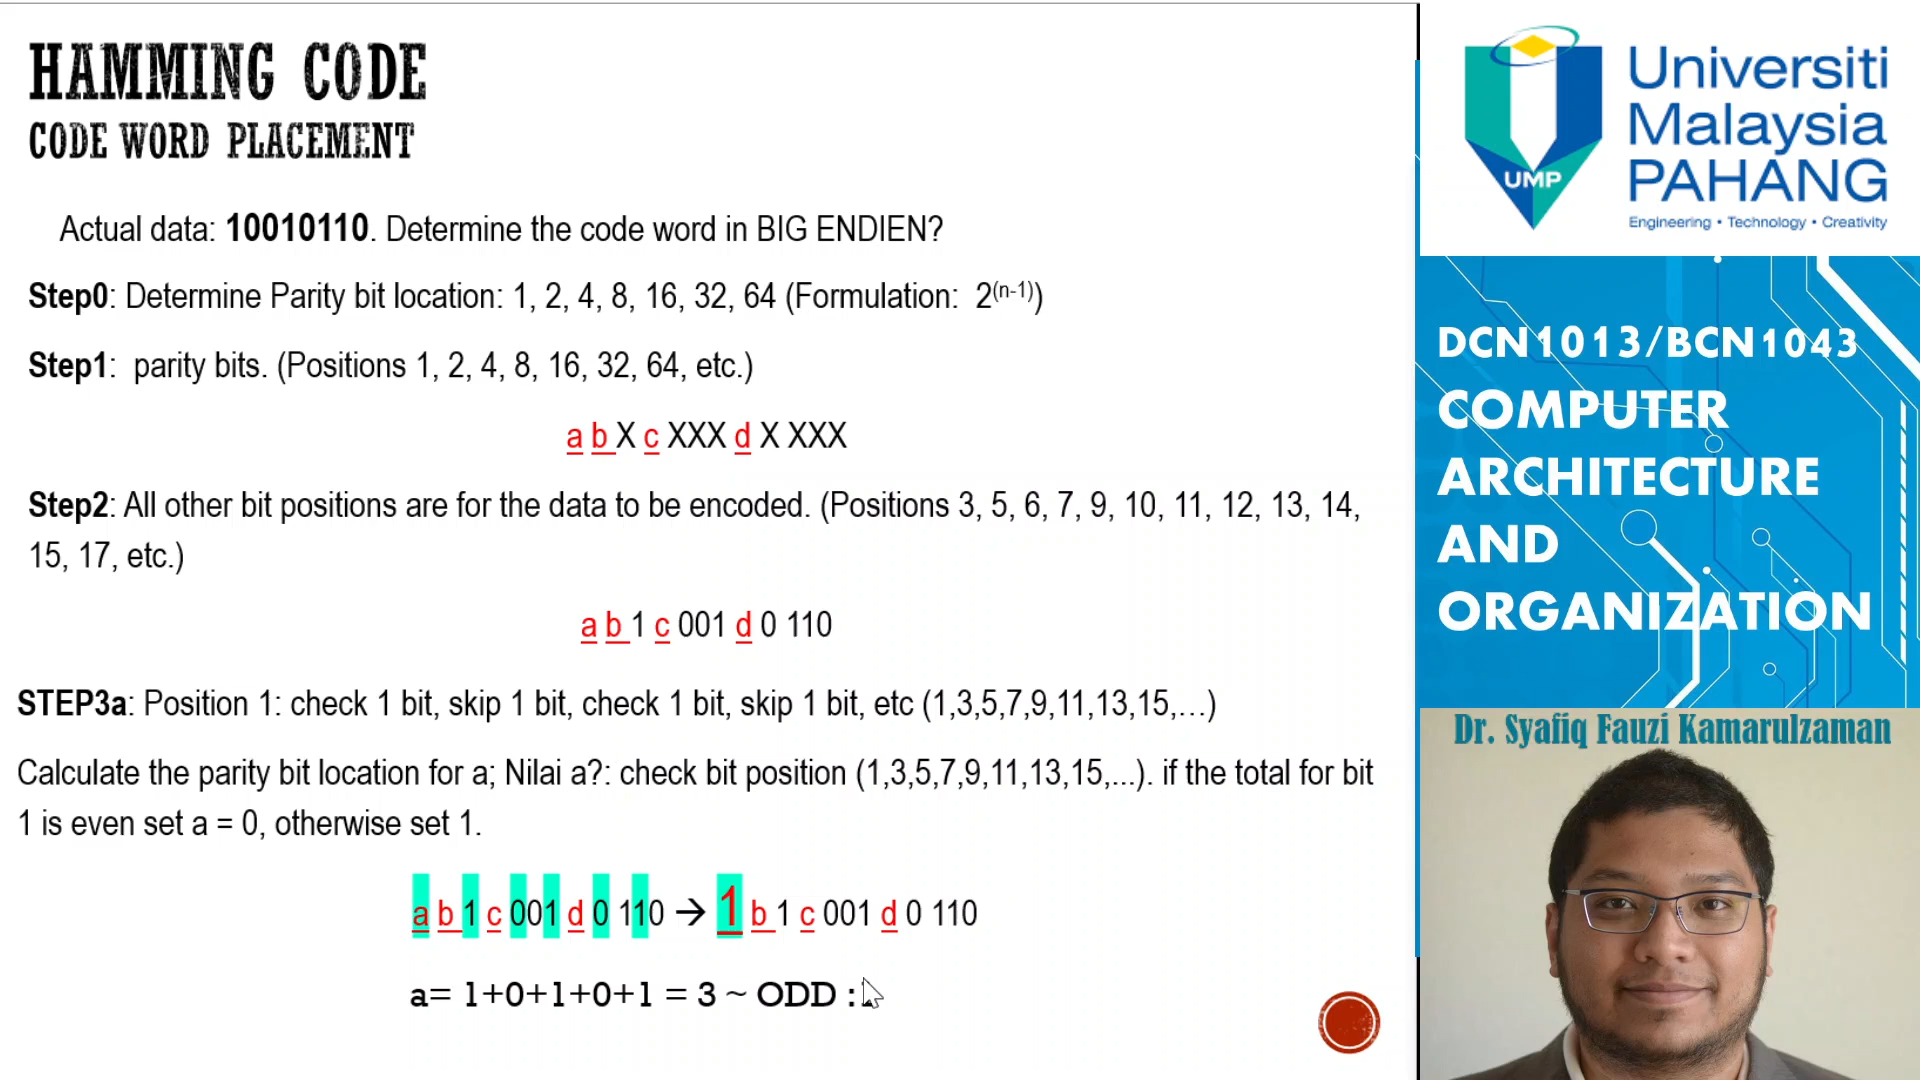 HAMMING CODE
CODE WORD PLACEMENT
Actual data: 10010110. Determine the code word in BIG ENDIEN?
Step0: Determine Parity bit location: 1, 2, 4, 8, 16, 32, 64 (Formulation: 2(n-1))
Step1: parity bits. (Positions 1, 2, 4, 8, 16, 32, 64, etc.)
a b X c XXX d X XXX
Step2: All other bit positions are for the data to be encoded. (Positions 3, 5, 6, 7, 9, 10, 11, 12, 13, 14,
15, 17, etc.)
a b 1 c 001 d 0 110
STEP3a: Position 1: check 1 bit, skip 1 bit, check 1 bit, skip 1 bit, etc (1,3,5,7,9,11,13,15,…)
Calculate the parity bit location for a; Nilai a?: check bit position (1,3,5,7,9,11,13,15,...). if the total for bit
1 is even set a = 0, otherwise set 1.
a b 1 c 001 d 0 110 → 1 b 1 c 001 d 0 110
a= 1+0+1+0+1 = 3 ~ ODD :
UMP
Universiti
Malaysia
PAHANG
Engineering • Technology • Creativity
DCN1013/BCN1043
COMPUTER
ARCHITECTURE
AND
ORGANIZATION
Dr. Syafiq Fauzi Kamarulzaman